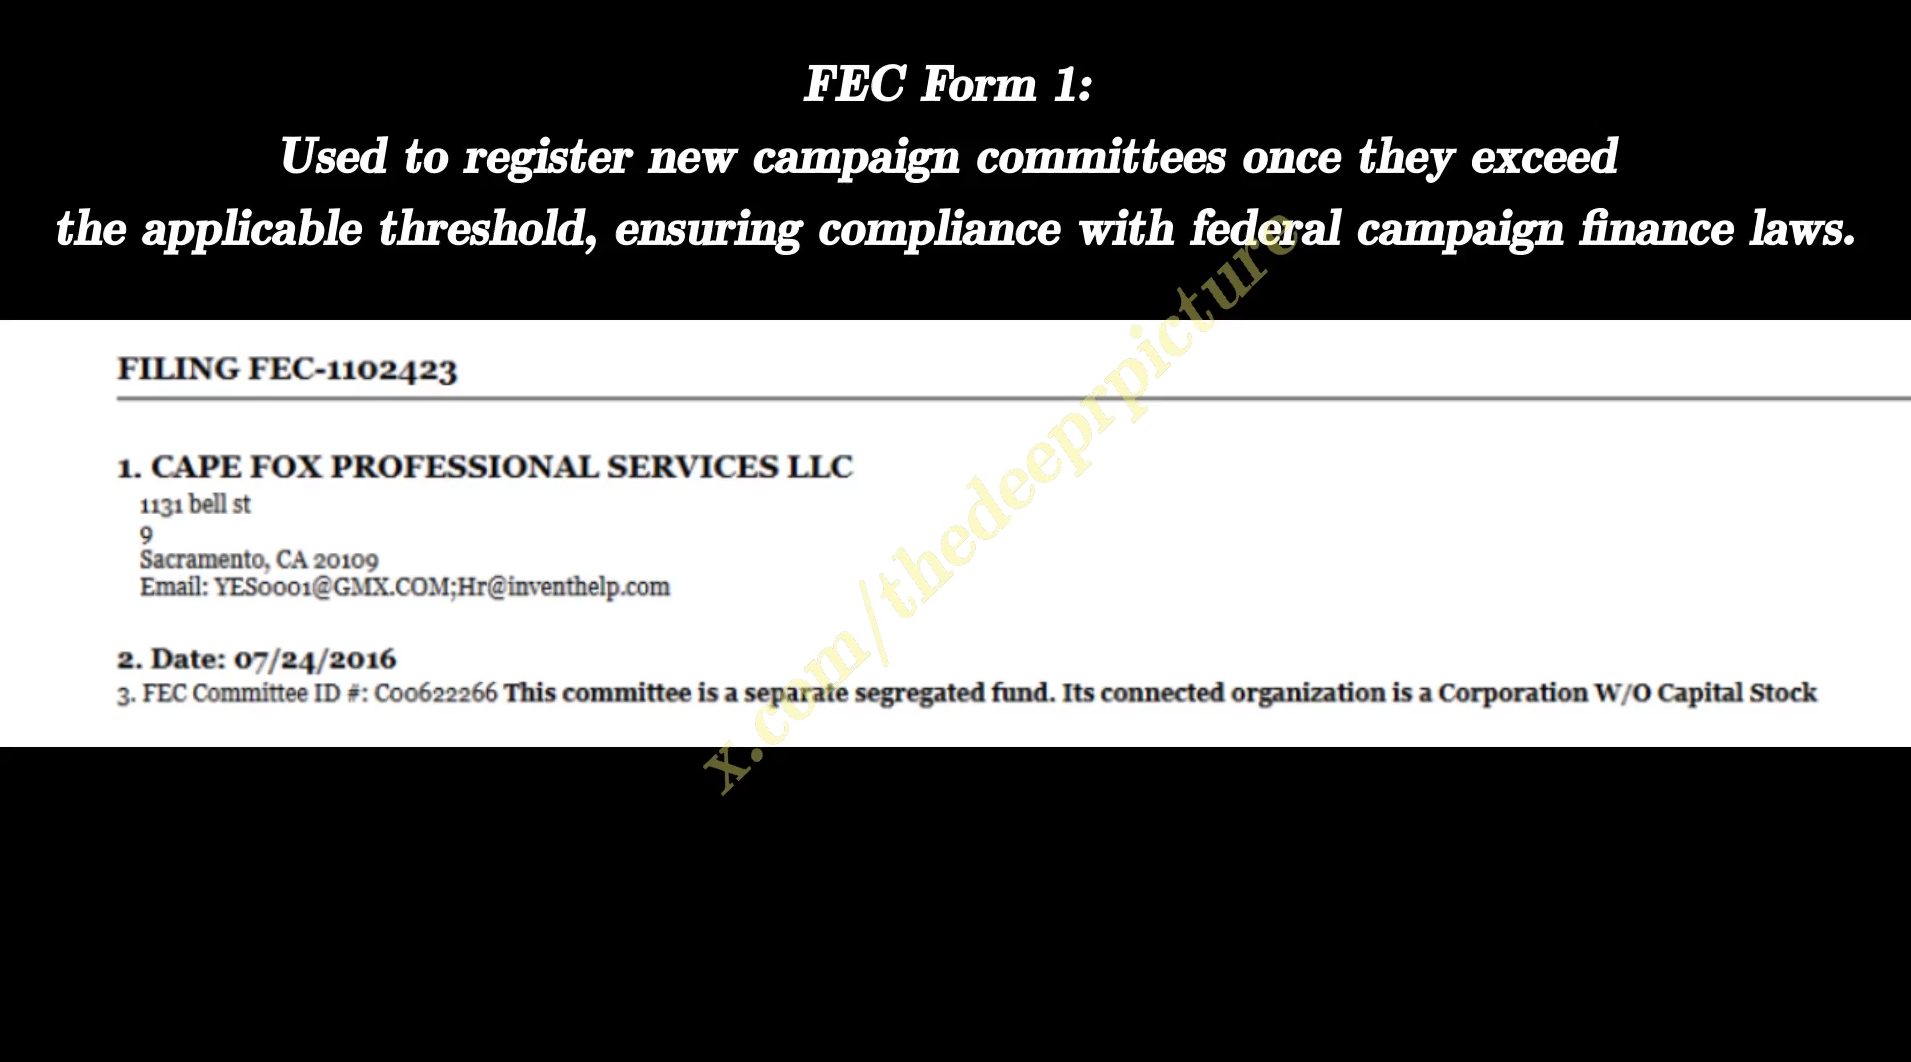 FEC Form 1:
Used to register new campaign committees once they exceed
the applicable threshold, ensuring compliance with federal campaign finance laws.
FILING FEC-1102423
1. CAPE FOX PROFESSIONAL SERVICES LLC
1131 bell st
9
Sacramento, CA 20109
Email: YES0001@GMX.COM;Hr@inventhelp.com
2. Date: 07/24/2016
3. FEC Committee ID #: C00622266 This committee is a separate segregated fund. Its connected organization is a Corporation W/O Capital Stock
x.com/thedeeprpicture